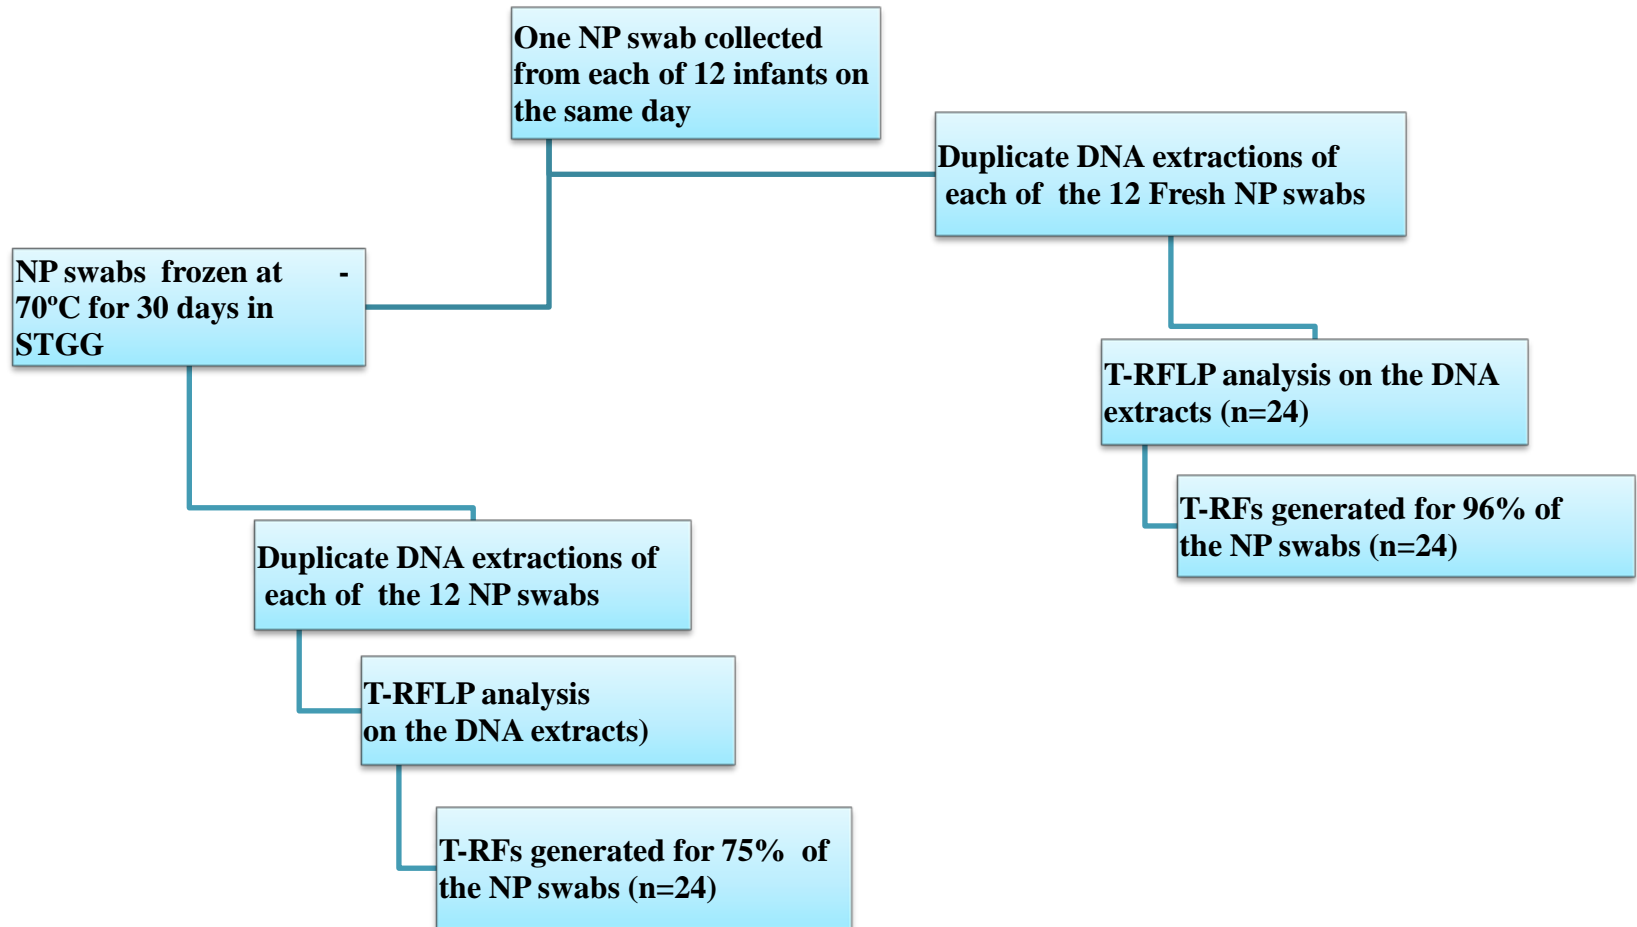 One NP swab collected
from each of 12 infants on
the same day
Duplicate DNA extractions of
each of the 12 Fresh NP swabs
NP swabs frozen at -
70ºC for 30 days in
STGG
T-RFLP analysis on the DNA
extracts (n=24)
T-RFs generated for 96% of
the NP swabs (n=24)
Duplicate DNA extractions of
each of the 12 NP swabs
T-RFLP analysis
on the DNA extracts)
T-RFs generated for 75% of
the NP swabs (n=24)